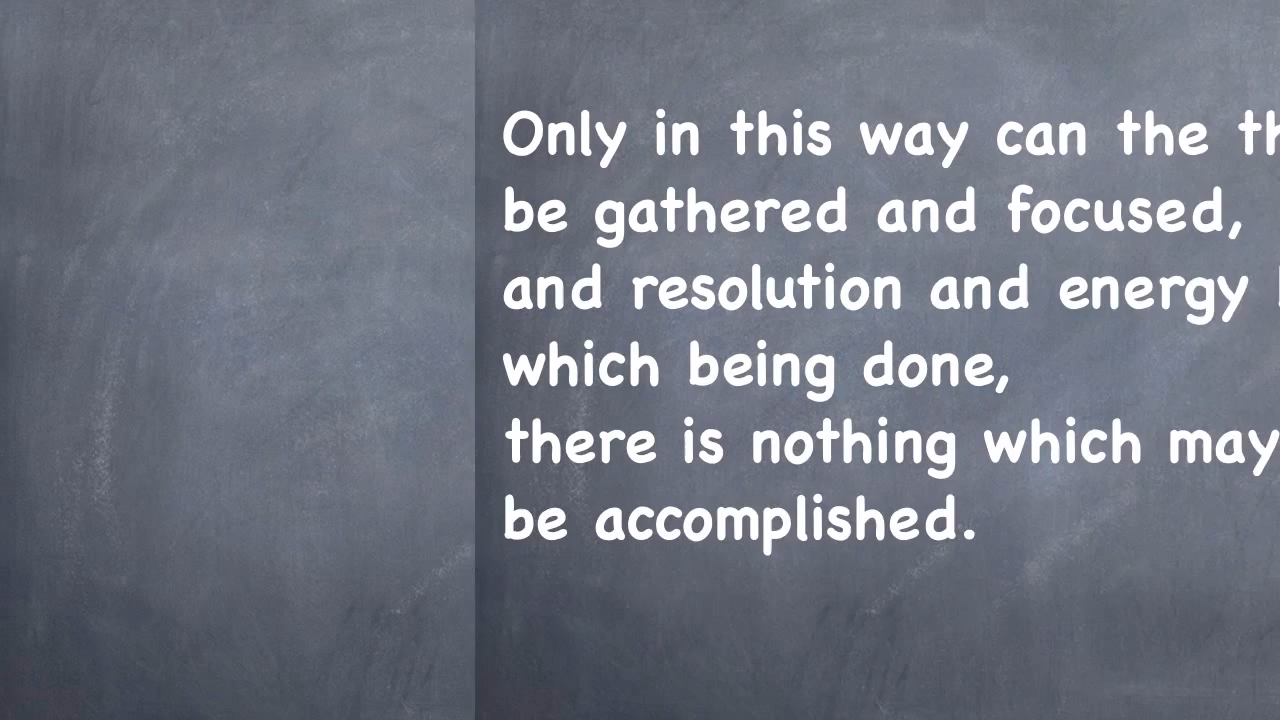 Only in this way can the
be gathered and focused,
and resolution and energy
which being done,
there is nothing which may
be accomplished.